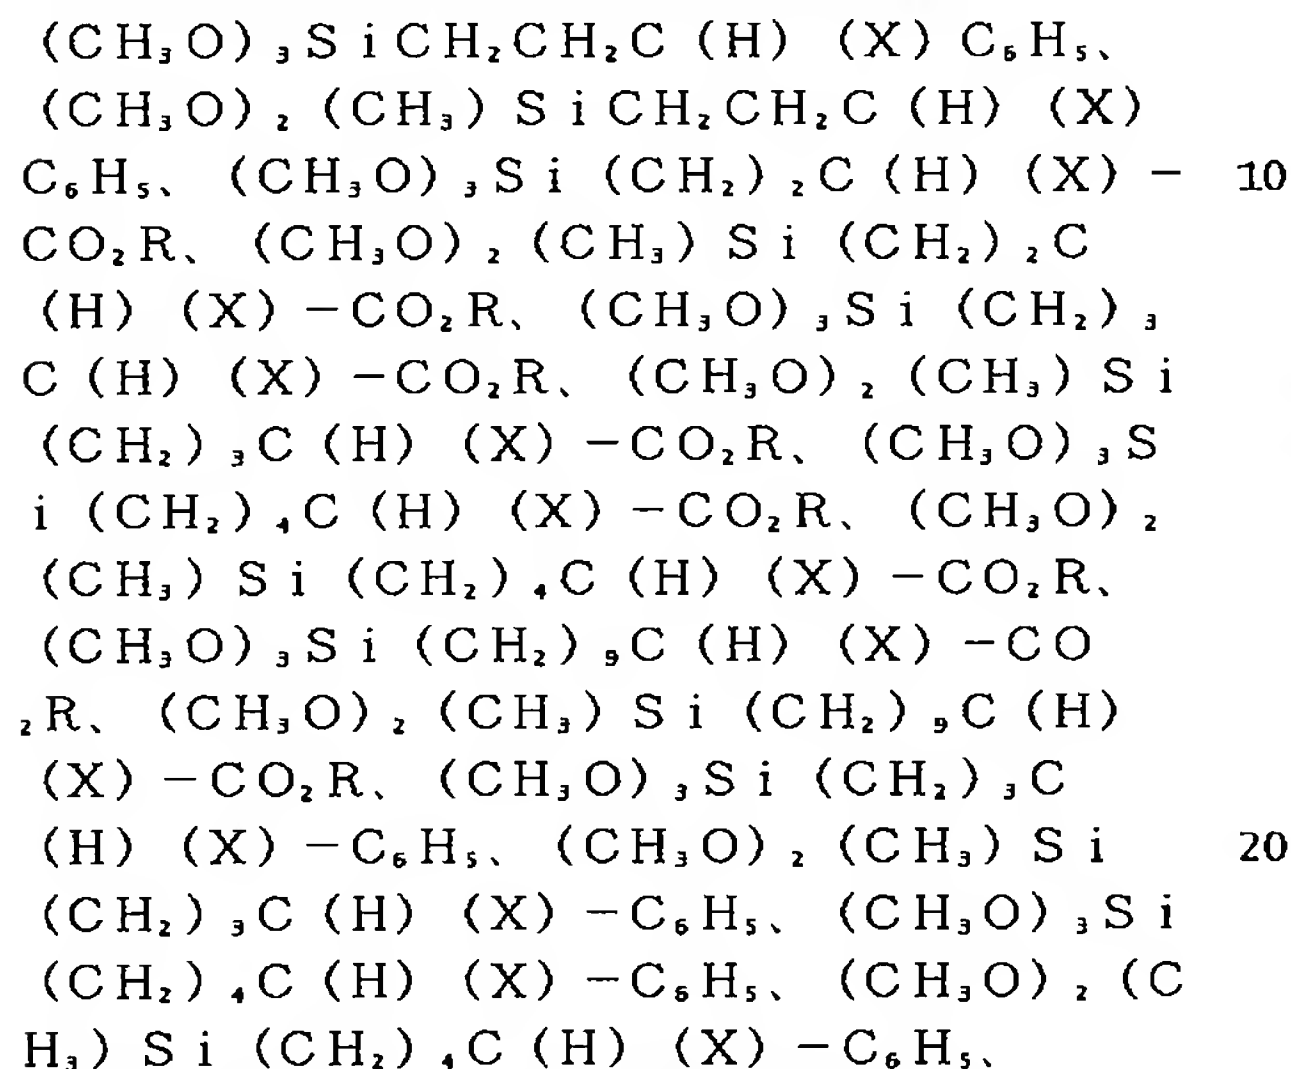 (CH₃O)₃SiCH₂CH₂C(H)(X)C₆H₅、
(CH₃O)₂(CH₃)SiCH₂CH₂C(H)(X)
C₆H₅、(CH₃O)₃Si(CH₂)₂C(H)(X)− 10
CO₂R、(CH₃O)₂(CH₃)Si(CH₂)₂C
(H)(X)−CO₂R、(CH₃O)₃Si(CH₂)₃
C(H)(X)−CO₂R、(CH₃O)₂(CH₃)Si
(CH₂)₃C(H)(X)−CO₂R、(CH₃O)₃S
i(CH₂)₄C(H)(X)−CO₂R、(CH₃O)₂
(CH₃)Si(CH₂)₄C(H)(X)−CO₂R、
(CH₃O)₃Si(CH₂)₉C(H)(X)−CO
₂R、(CH₃O)₂(CH₃)Si(CH₂)₉C(H)
(X)−CO₂R、(CH₃O)₃Si(CH₂)₃C
(H)(X)−C₆H₅、(CH₃O)₂(CH₃)Si 20
(CH₂)₃C(H)(X)−C₆H₅、(CH₃O)₃Si
(CH₂)₄C(H)(X)−C₆H₅、(CH₃O)₂(C
H₃)Si(CH₂)₄C(H)(X)−C₆H₅、